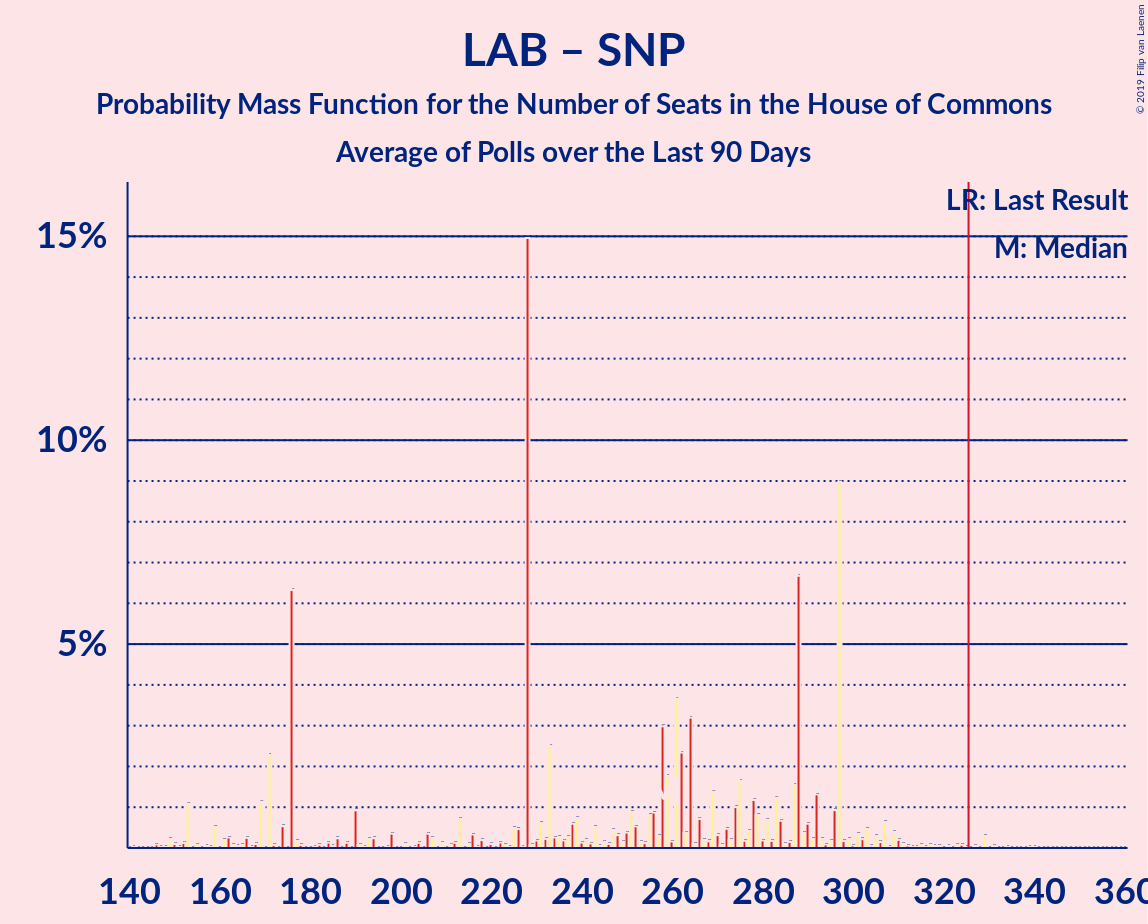 LAB – SNP
Probability Mass Function for the Number of Seats in the House of Commons
Average of Polls over the Last 90 Days
© 2019 Filip van Laenen
LR: Last Result
M: Median
15%
10%
5%
140 160 180 200 220 240 260 280 300 320 340 360